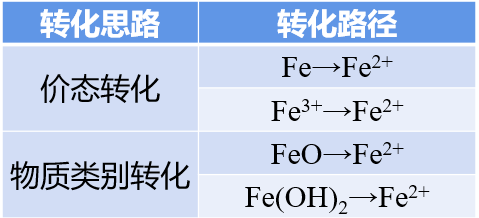 转化思路 转化路径
价态转化 Fe→Fe²⁺
Fe³⁺→Fe²⁺
物质类别转化 FeO→Fe²⁺
Fe(OH)₂→Fe²⁺